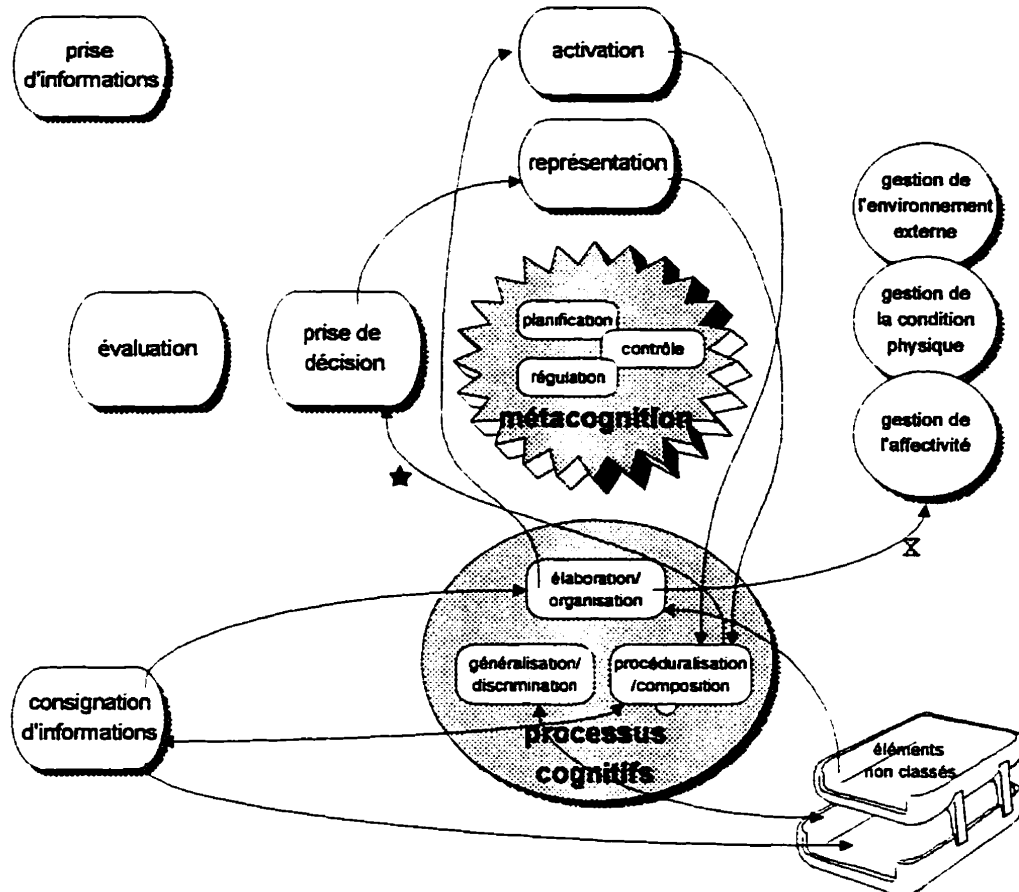 prise
d'informations
activation
représentation
gestion de
l'environnement
externe
planification
contrôle
régulation
métacognition
évaluation
prise de
décision
gestion de
la condition
physique
gestion de
l'affectivité
élaboration/
organisation
généralisation/
discrimination
procéduralisation
/composition
processus
cognitifs
consignation
d'informations
éléments
non classés